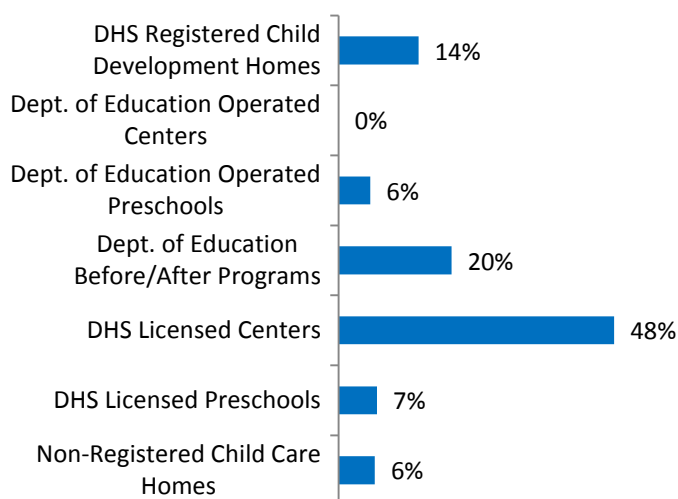 DHS Registered Child
Development Homes
14%
Dept. of Education Operated
Centers
0%
Dept. of Education Operated
Preschools
6%
Dept. of Education
Before/After Programs
20%
DHS Licensed Centers
48%
DHS Licensed Preschools
7%
Non-Registered Child Care
Homes
6%